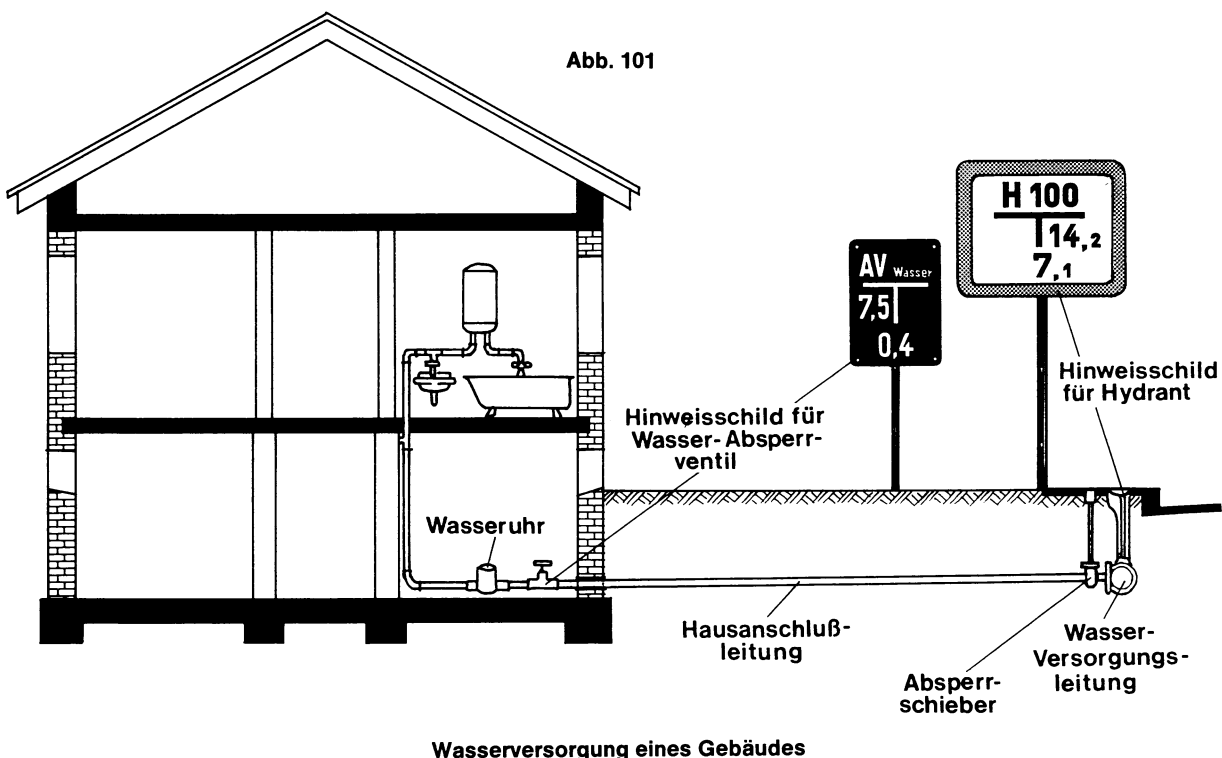 Abb. 101
H 100
14,2
7,1
AV Wasser
7,5
0,4
Hinweisschild
für Hydrant
Hinweisschild für
Wasser-Absperr-
ventil
Wasseruhr
Hausanschluß-
leitung
Wasser-
Versorgungs-
leitung
Absperr-
schieber
Wasserversorgung eines Gebäudes